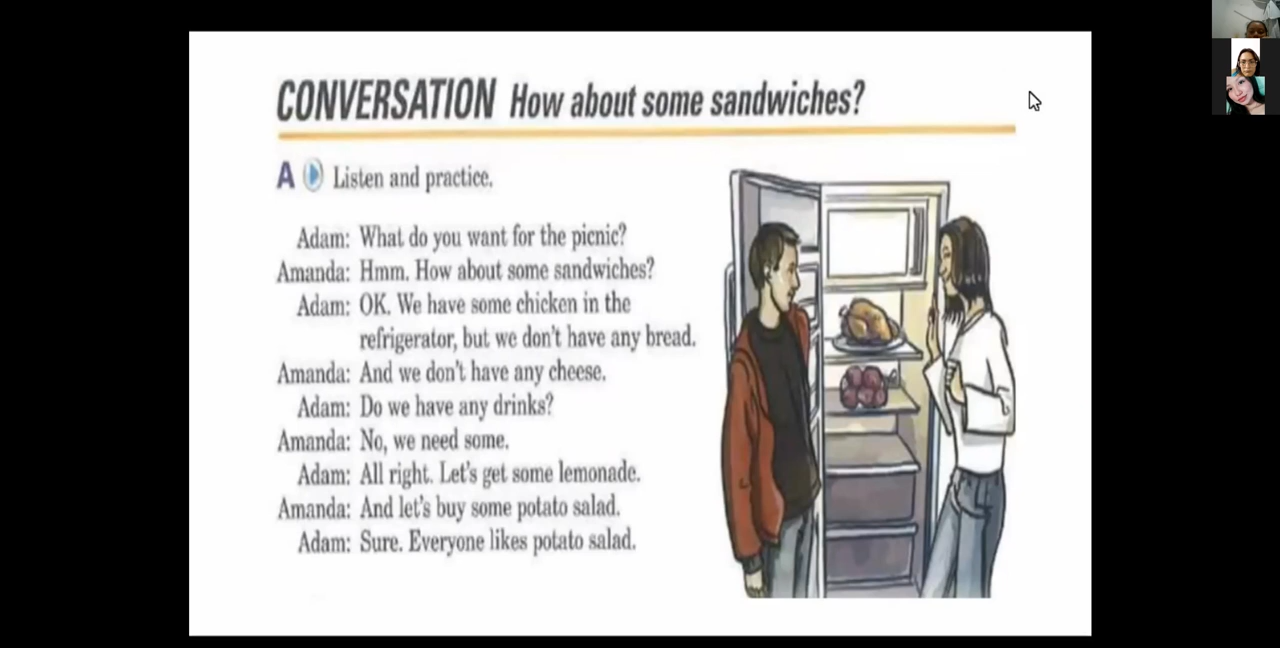 CONVERSATION How about some sandwiches?
A Listen and practice.
Adam: What do you want for the picnic?
Amanda: Hmm. How about some sandwiches?
Adam: OK. We have some chicken in the
refrigerator, but we don't have any bread.
Amanda: And we don't have any cheese.
Adam: Do we have any drinks?
Amanda: No, we need some.
Adam: All right. Let's get some lemonade.
Amanda: And let's buy some potato salad.
Adam: Sure. Everyone likes potato salad.